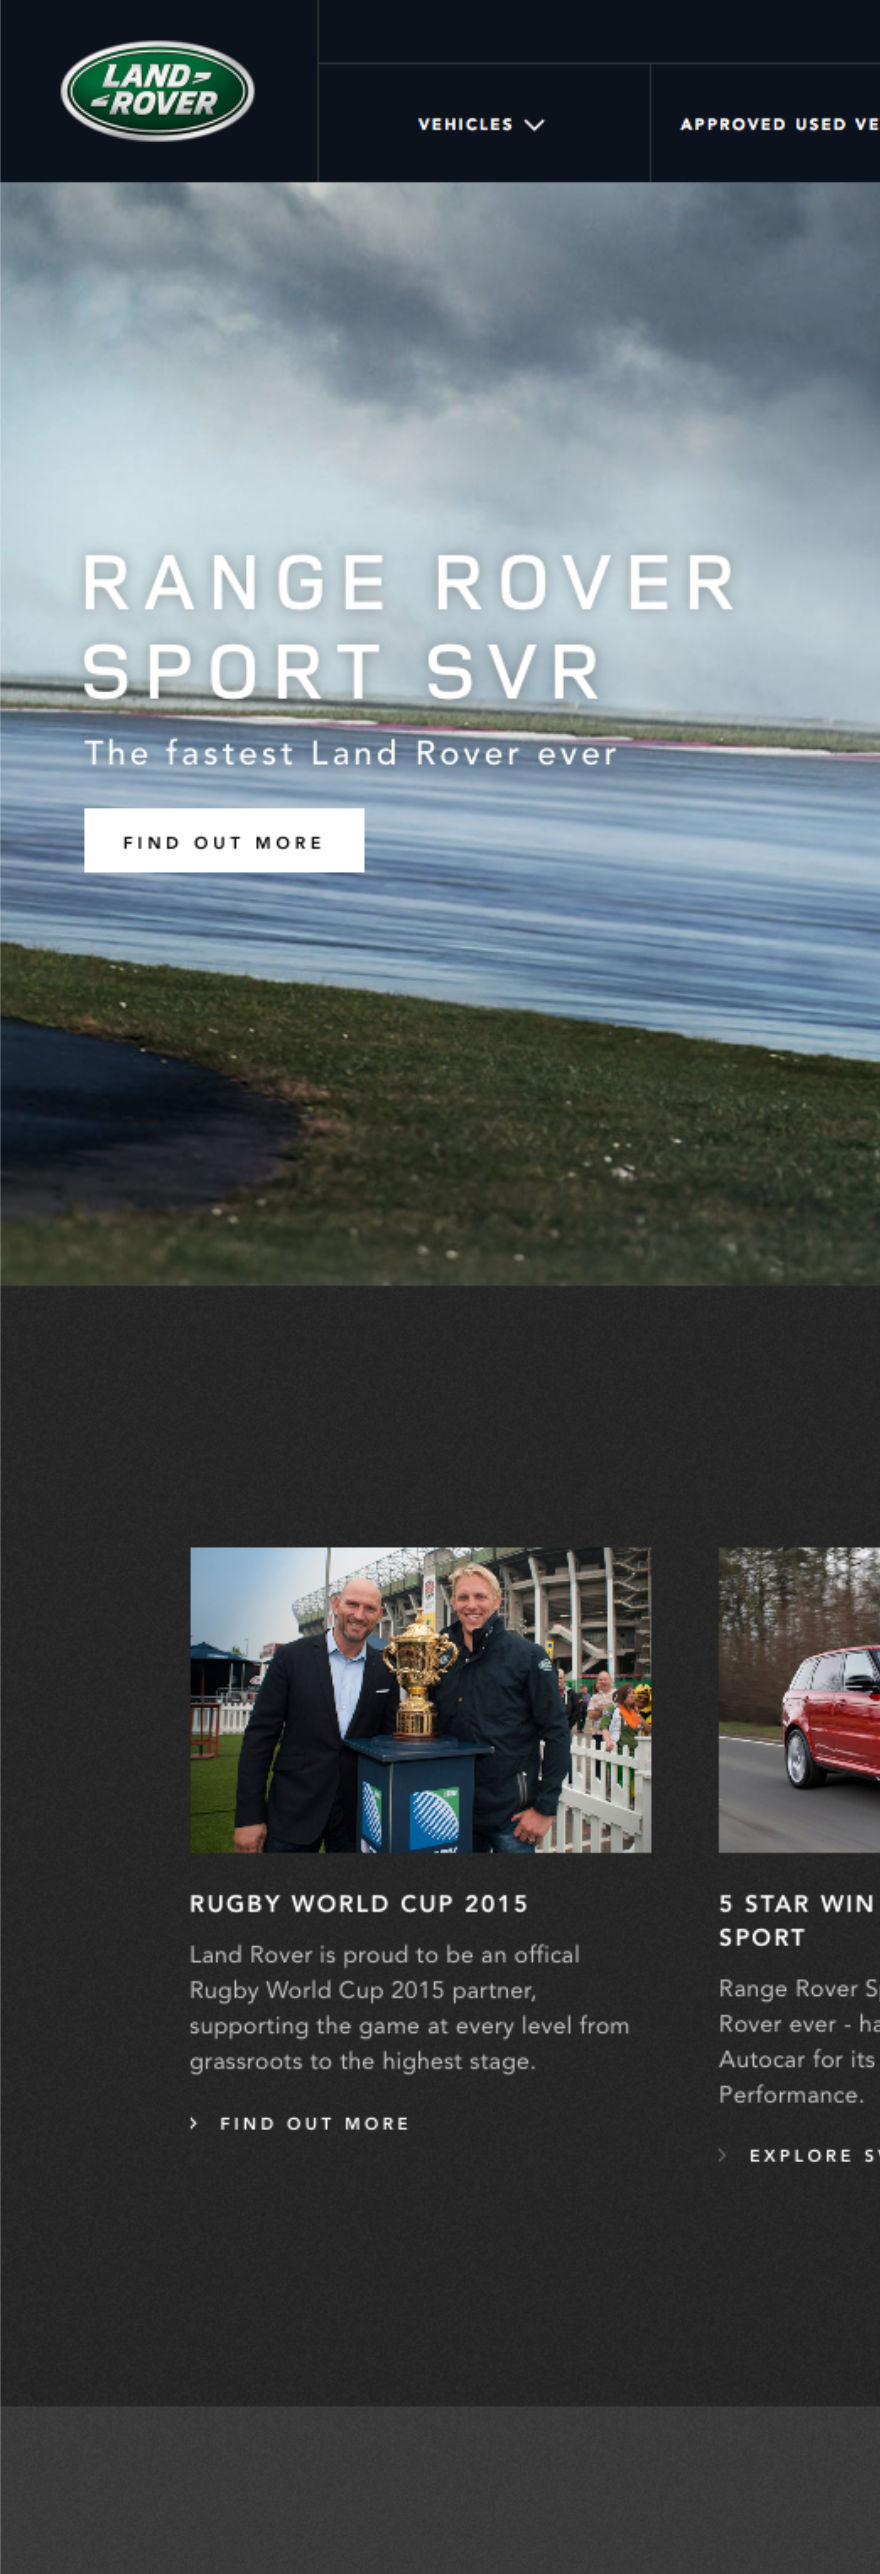 LAND-
-ROVER
VEHICLES
APPROVED USED VE
RANGE ROVER
SPORT SVR
The fastest Land Rover ever
FIND OUT MORE
RUGBY WORLD CUP 2015
Land Rover is proud to be an offical
Rugby World Cup 2015 partner,
supporting the game at every level from
grassroots to the highest stage.
FIND OUT MORE
5 STAR WIN
SPORT
Range Rover S
Rover ever - ha
Autocar for its
Performance.
EXPLORE S